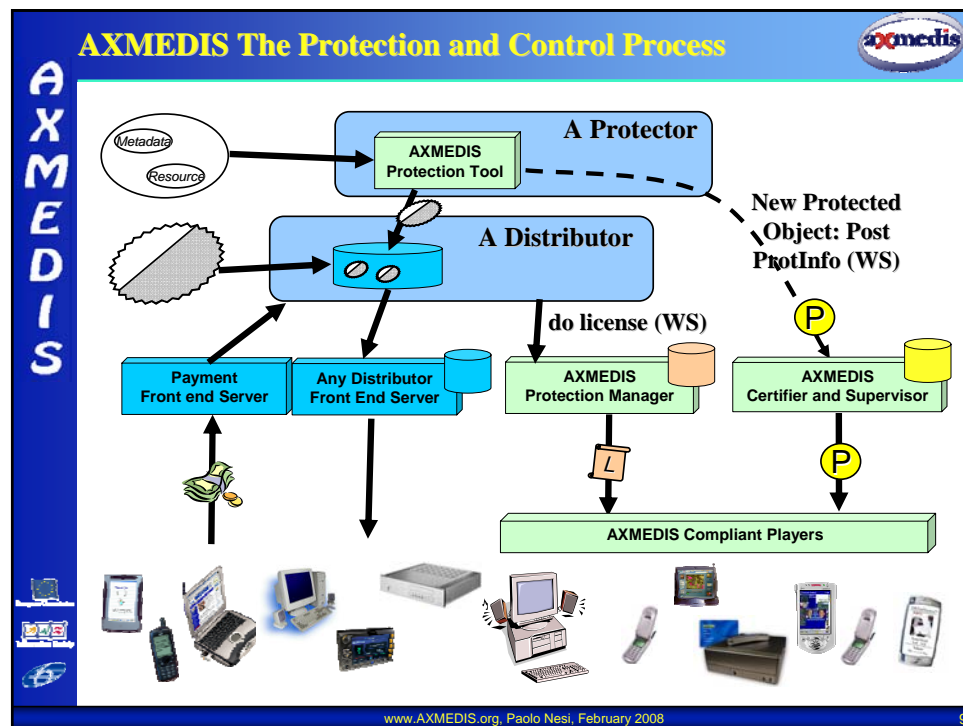 AXMEDIS The Protection and Control Process
axmedis
AXMEDIS
Metadata
Resource
A Protector
AXMEDIS
Protection Tool
New Protected
Object: Post
ProtInfo (WS)
A Distributor
do license (WS)
P
Payment
Front end Server
Any Distributor
Front End Server
AXMEDIS
Protection Manager
AXMEDIS
Certifier and Supervisor
L
P
AXMEDIS Compliant Players
www.AXMEDIS.org, Paolo Nesi, February 2008
9